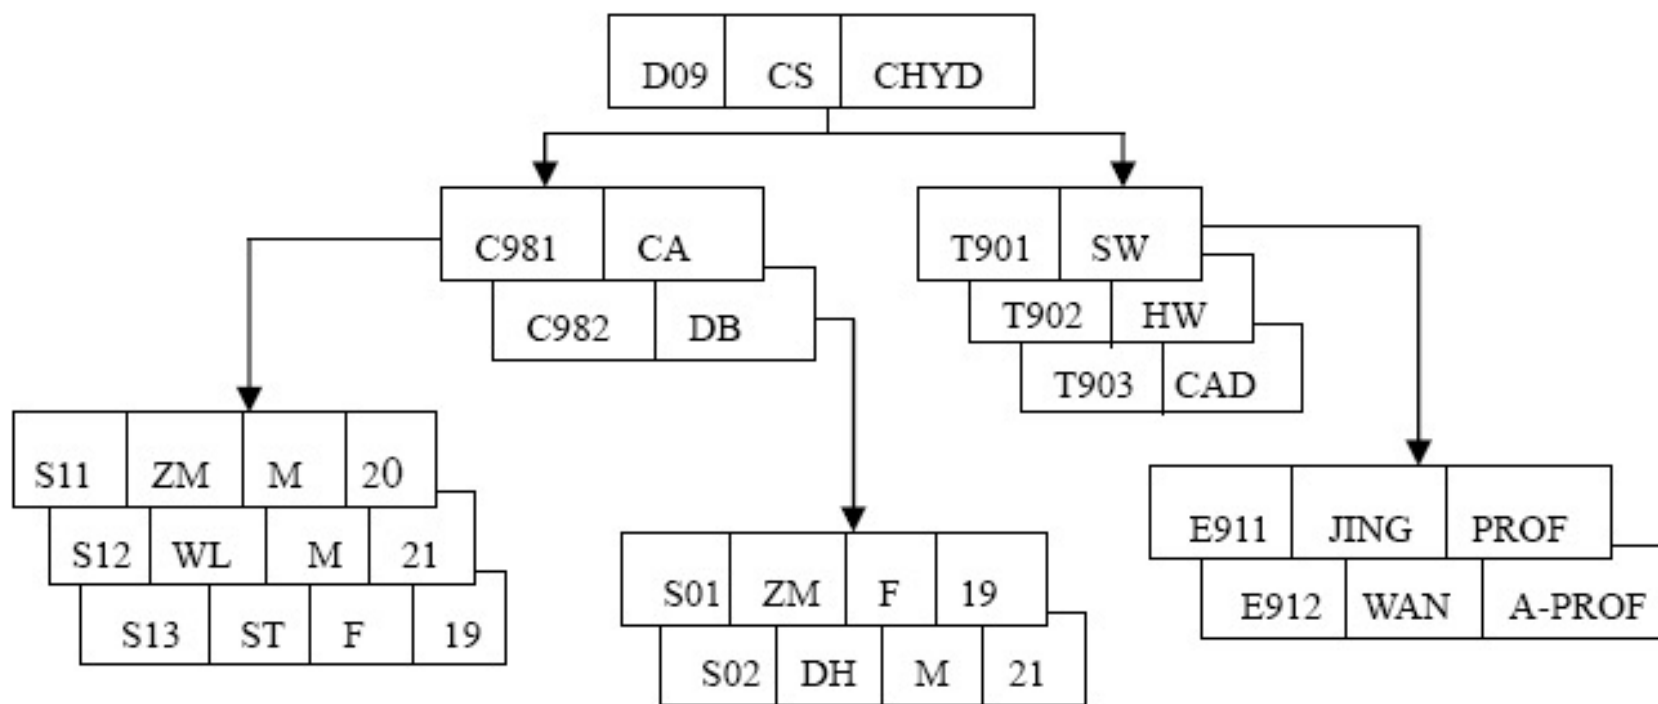 D09 CS CHYD
C981 CA
C982 DB
T901 SW
T902 HW
T903 CAD
S11 ZM M 20
S12 WL M 21
S13 ST F 19
S01 ZM F 19
S02 DH M 21
E911 JING PROF
E912 WAN A-PROF